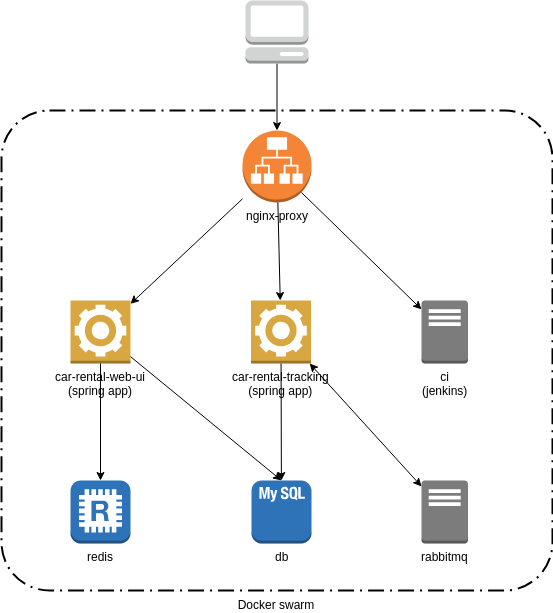 nginx-proxy
car-rental-web-ui
(spring app)
car-rental-tracking
(spring app)
ci
(jenkins)
R
My SQL
redis
db
rabbitmq
Docker swarm